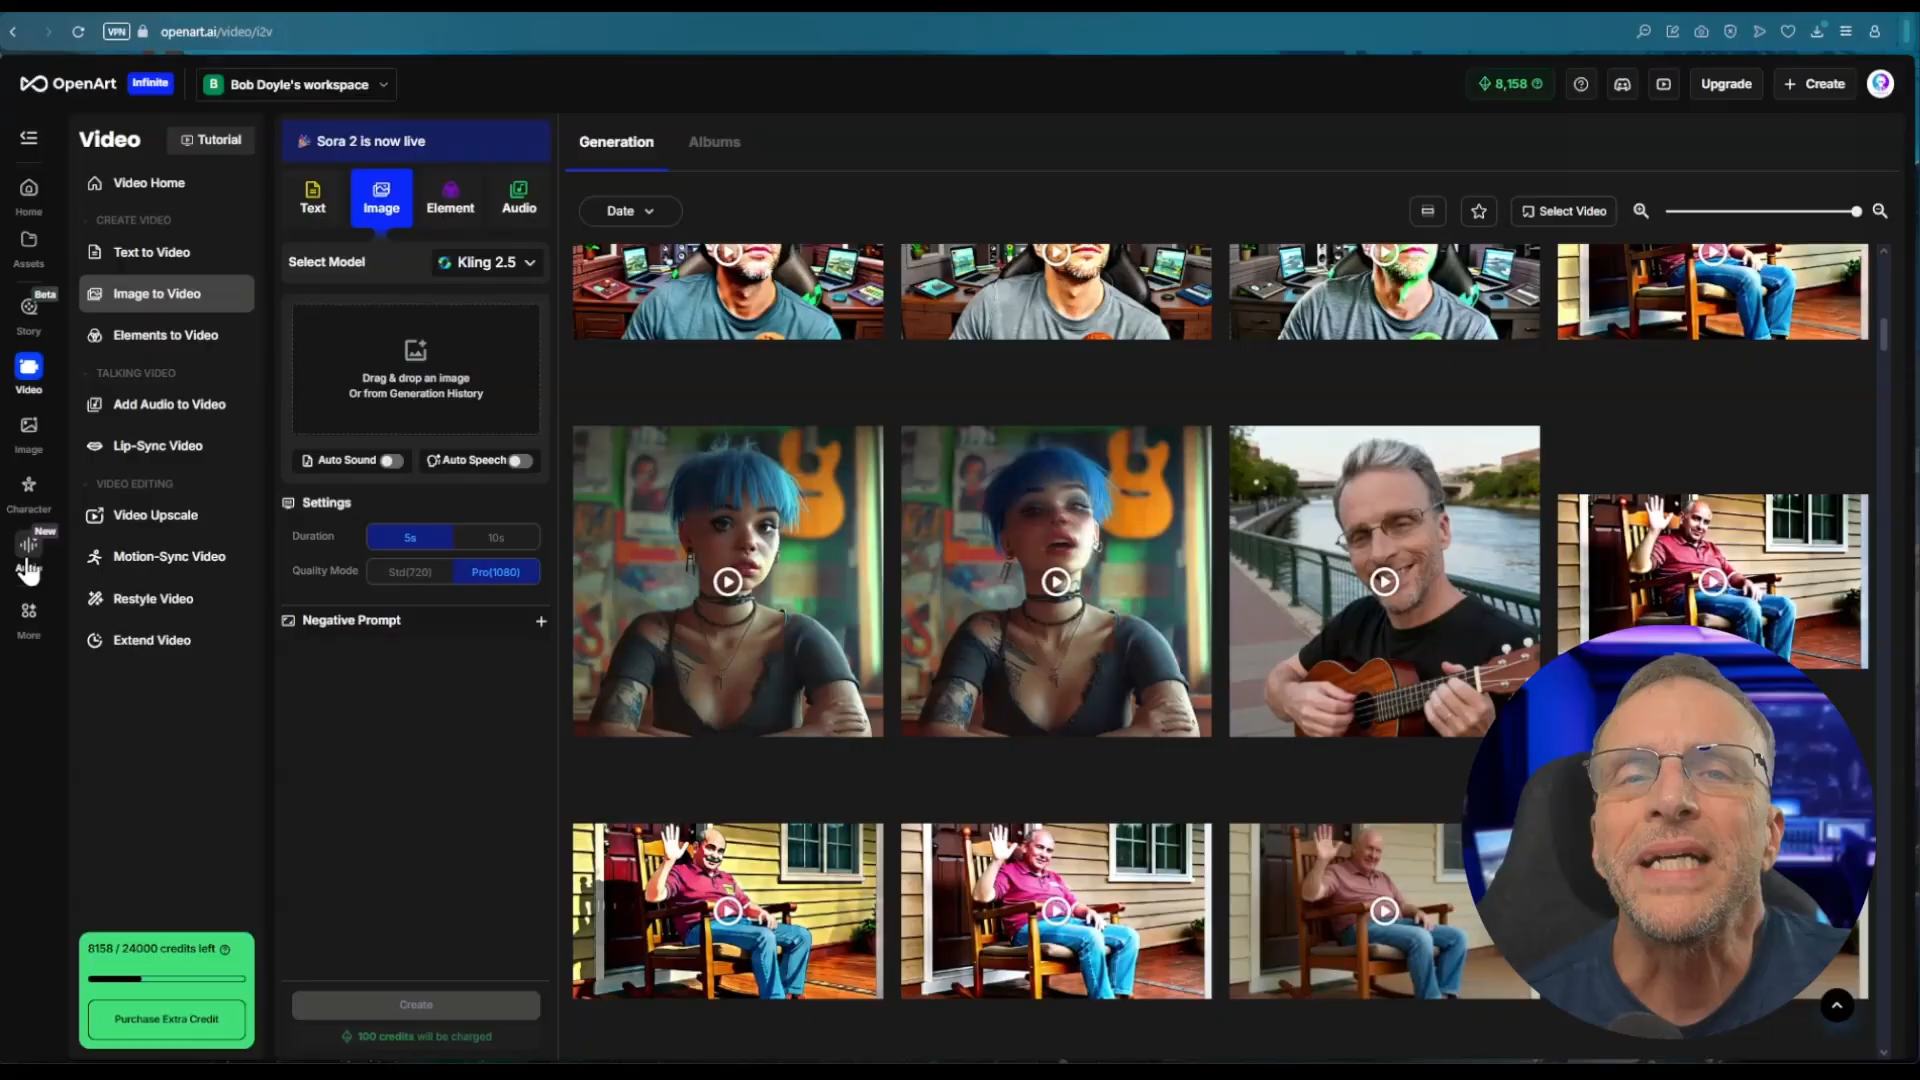 VPN openart.ai/video/i2v
OpenArt Infinite B Bob Doyle's workspace 8,158 Upgrade + Create
Home
Assets
Beta
Story
Video
Image
Character
New
More
Video Tutorial
Video Home
CREATE VIDEO
Text to Video
Image to Video
Elements to Video
TALKING VIDEO
Add Audio to Video
Lip-Sync Video
VIDEO EDITING
Video Upscale
Motion-Sync Video
Restyle Video
Extend Video
8158 / 24000 credits left
Purchase Extra Credit
Sora 2 is now live
Text Image Element Audio
Select Model Kling 2.5
Drag & drop an image
Or from Generation History
Auto Sound Auto Speech
Settings
Duration 5s 10s
Quality Mode Std(720) Pro(1080)
Negative Prompt +
Create
100 credits will be charged
Generation Albums
Date Select Video